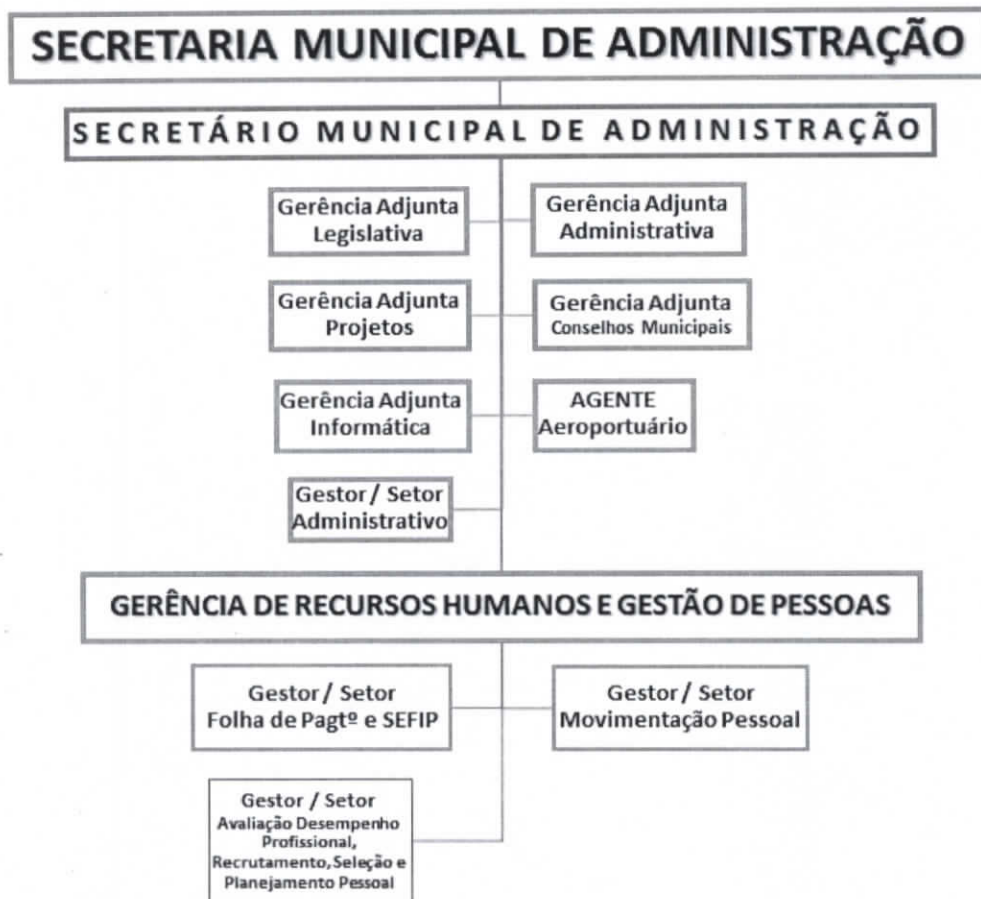 SECRETARIA MUNICIPAL DE ADMINISTRAÇÃO
SECRETÁRIO MUNICIPAL DE ADMINISTRAÇÃO
Gerência Adjunta
Legislativa
Gerência Adjunta
Administrativa
Gerência Adjunta
Projetos
Gerência Adjunta
Conselhos Municipais
Gerência Adjunta
Informática
AGENTE
Aeroportuário
Gestor / Setor
Administrativo
GERÊNCIA DE RECURSOS HUMANOS E GESTÃO DE PESSOAS
Gestor / Setor
Folha de Pagtº e SEFIP
Gestor / Setor
Movimentação Pessoal
Gestor / Setor
Avaliação Desempenho
Profissional,
Recrutamento, Seleção e
Planejamento Pessoal